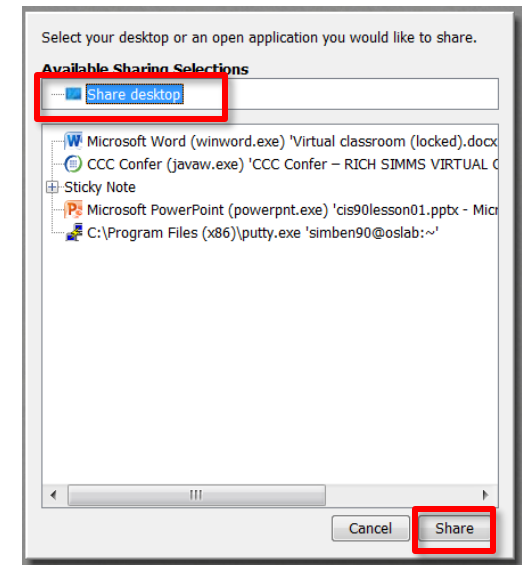 Select your desktop or an open application you would like to share.
Available Sharing Selections
Share desktop
Microsoft Word (winword.exe) 'Virtual classroom (locked).docx
CCC Confer (javaw.exe) 'CCC Confer – RICH SIMMS VIRTUAL
Sticky Note
Microsoft PowerPoint (powerpnt.exe) 'cis90lesson01.pptx - Micr
C:\Program Files (x86)\putty.exe 'simben90@oslab:~'
Cancel Share